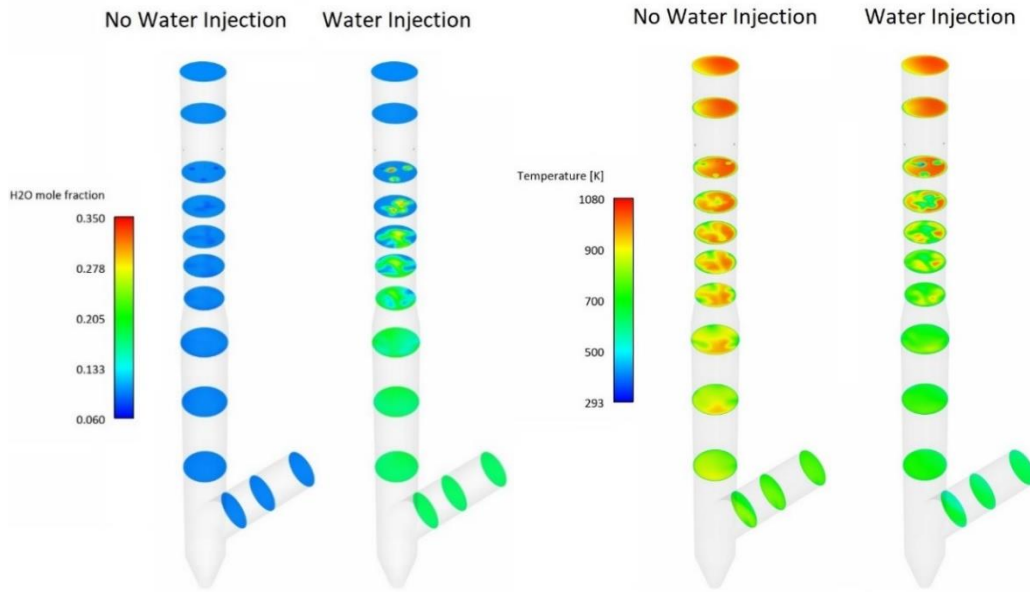 No Water Injection
Water Injection
No Water Injection
Water Injection
H2O mole fraction
0.350
0.278
0.205
0.133
0.060
Temperature [K]
1080
900
700
500
293